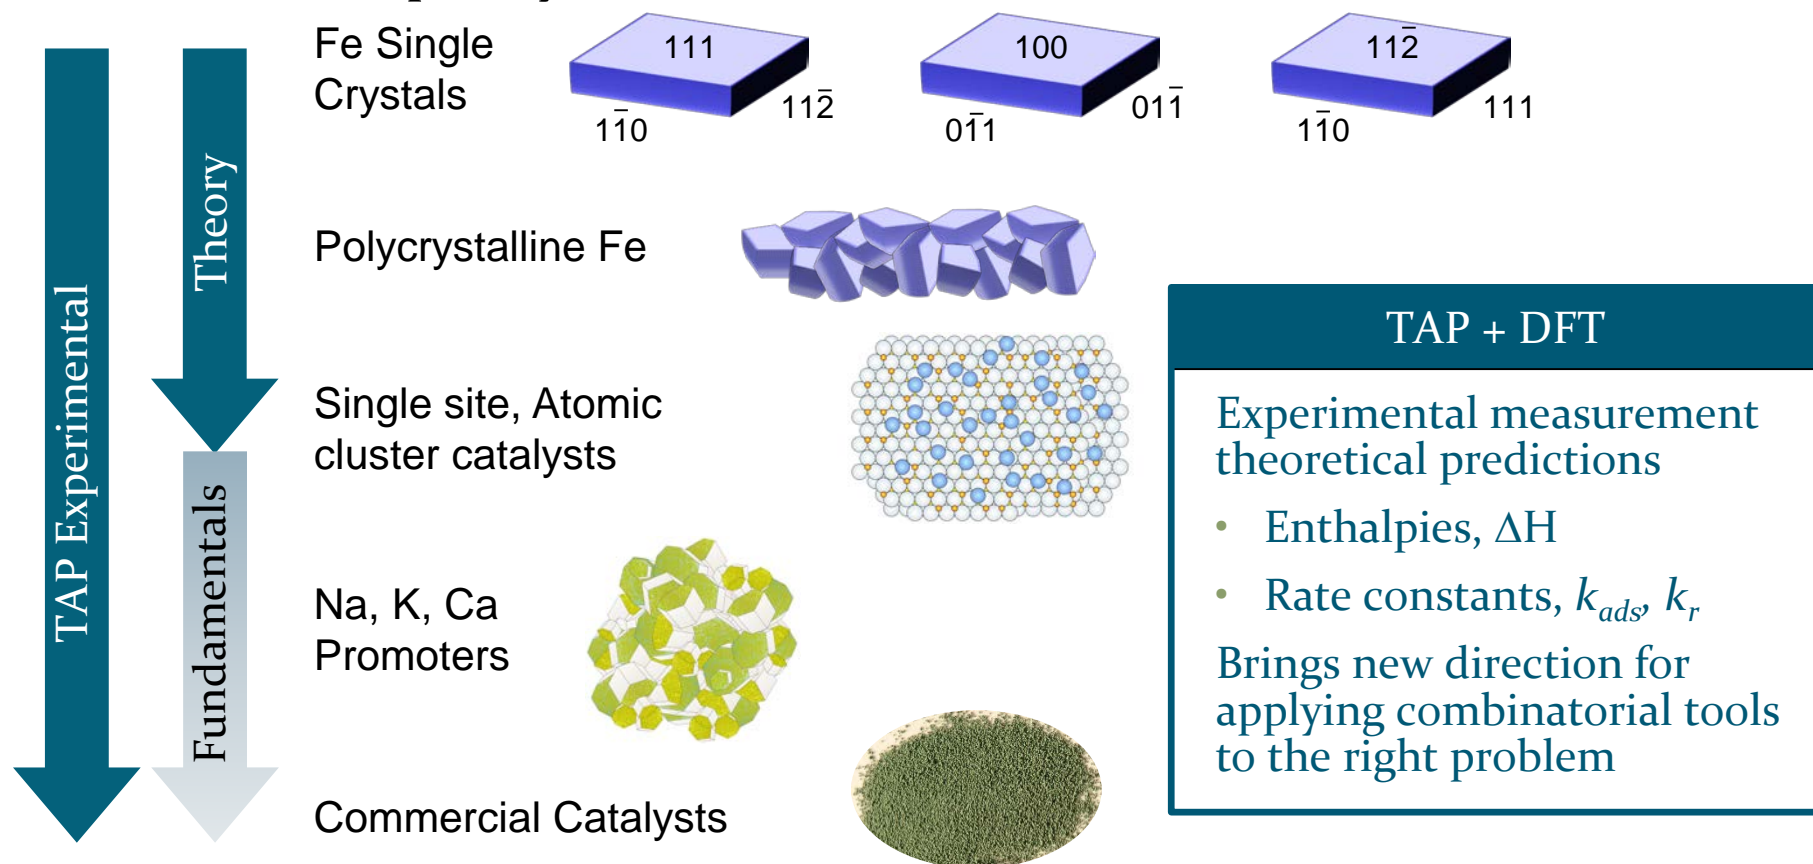 Fe Single
Crystals
111
11̄0
112̄
100
01̄1
011̄
112̄
11̄0
111
Theory
TAP Experimental
Polycrystalline Fe
Single site, Atomic
cluster catalysts
Fundamentals
Na, K, Ca
Promoters
Commercial Catalysts
TAP + DFT
Experimental measurement
theoretical predictions
• Enthalpies, ΔH
• Rate constants, k_ads, k_r
Brings new direction for
applying combinatorial tools
to the right problem